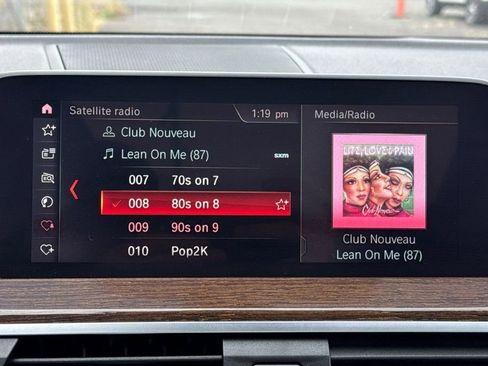 Satellite radio
1:19 pm
Media/Radio
Club Nouveau
Lean On Me (87)
sxm
007 70s on 7
008 80s on 8
009 90s on 9
010 Pop2K
LIFE, LOVE & PAIN
Club Nouveau
Club Nouveau
Lean On Me (87)